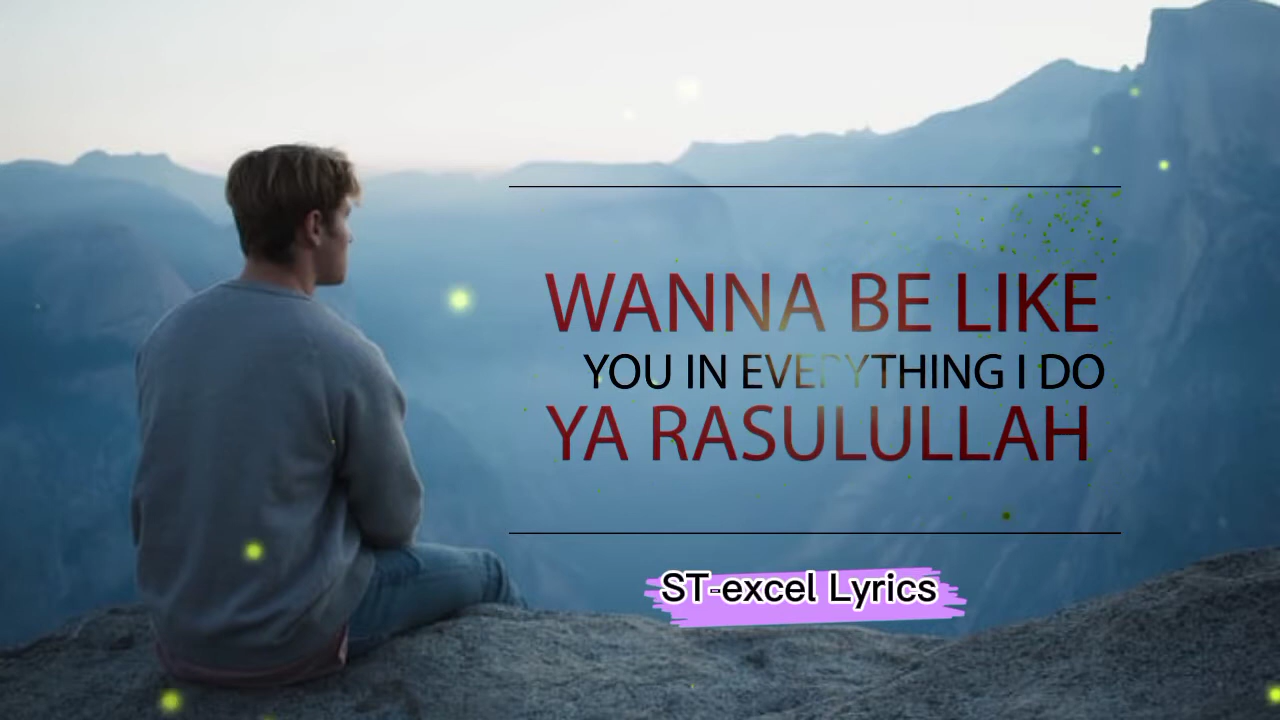 WANNA BE LIKE
YOU IN EVERYTHING I DO
YA RASULULLAH
ST-excel Lyrics